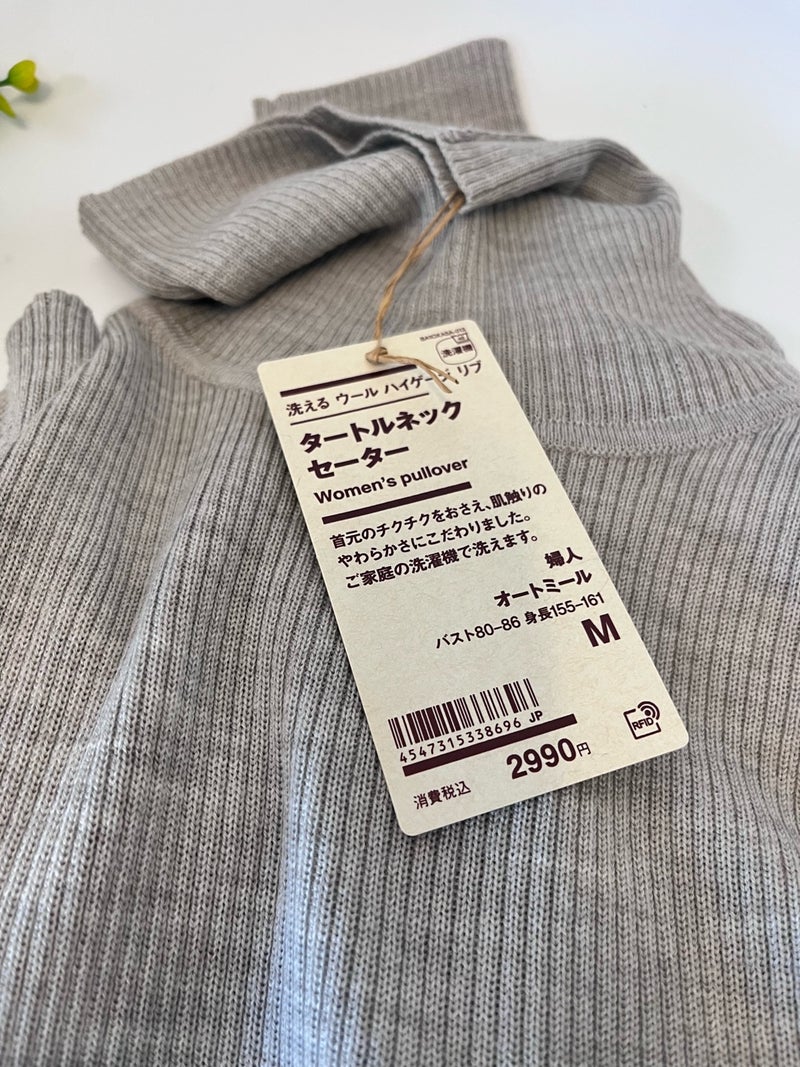 洗濯機
洗える ウール ハイゲージ リブ
タートルネック
セーター
Women's pullover
首元のチクチクをおさえ、肌触りの
やわらかさにこだわりました。
ご家庭の洗濯機で洗えます。
婦人
オートミール
バスト80-86 身長155-161
M
4547315338696 JP
RFID
2990円
消費税込